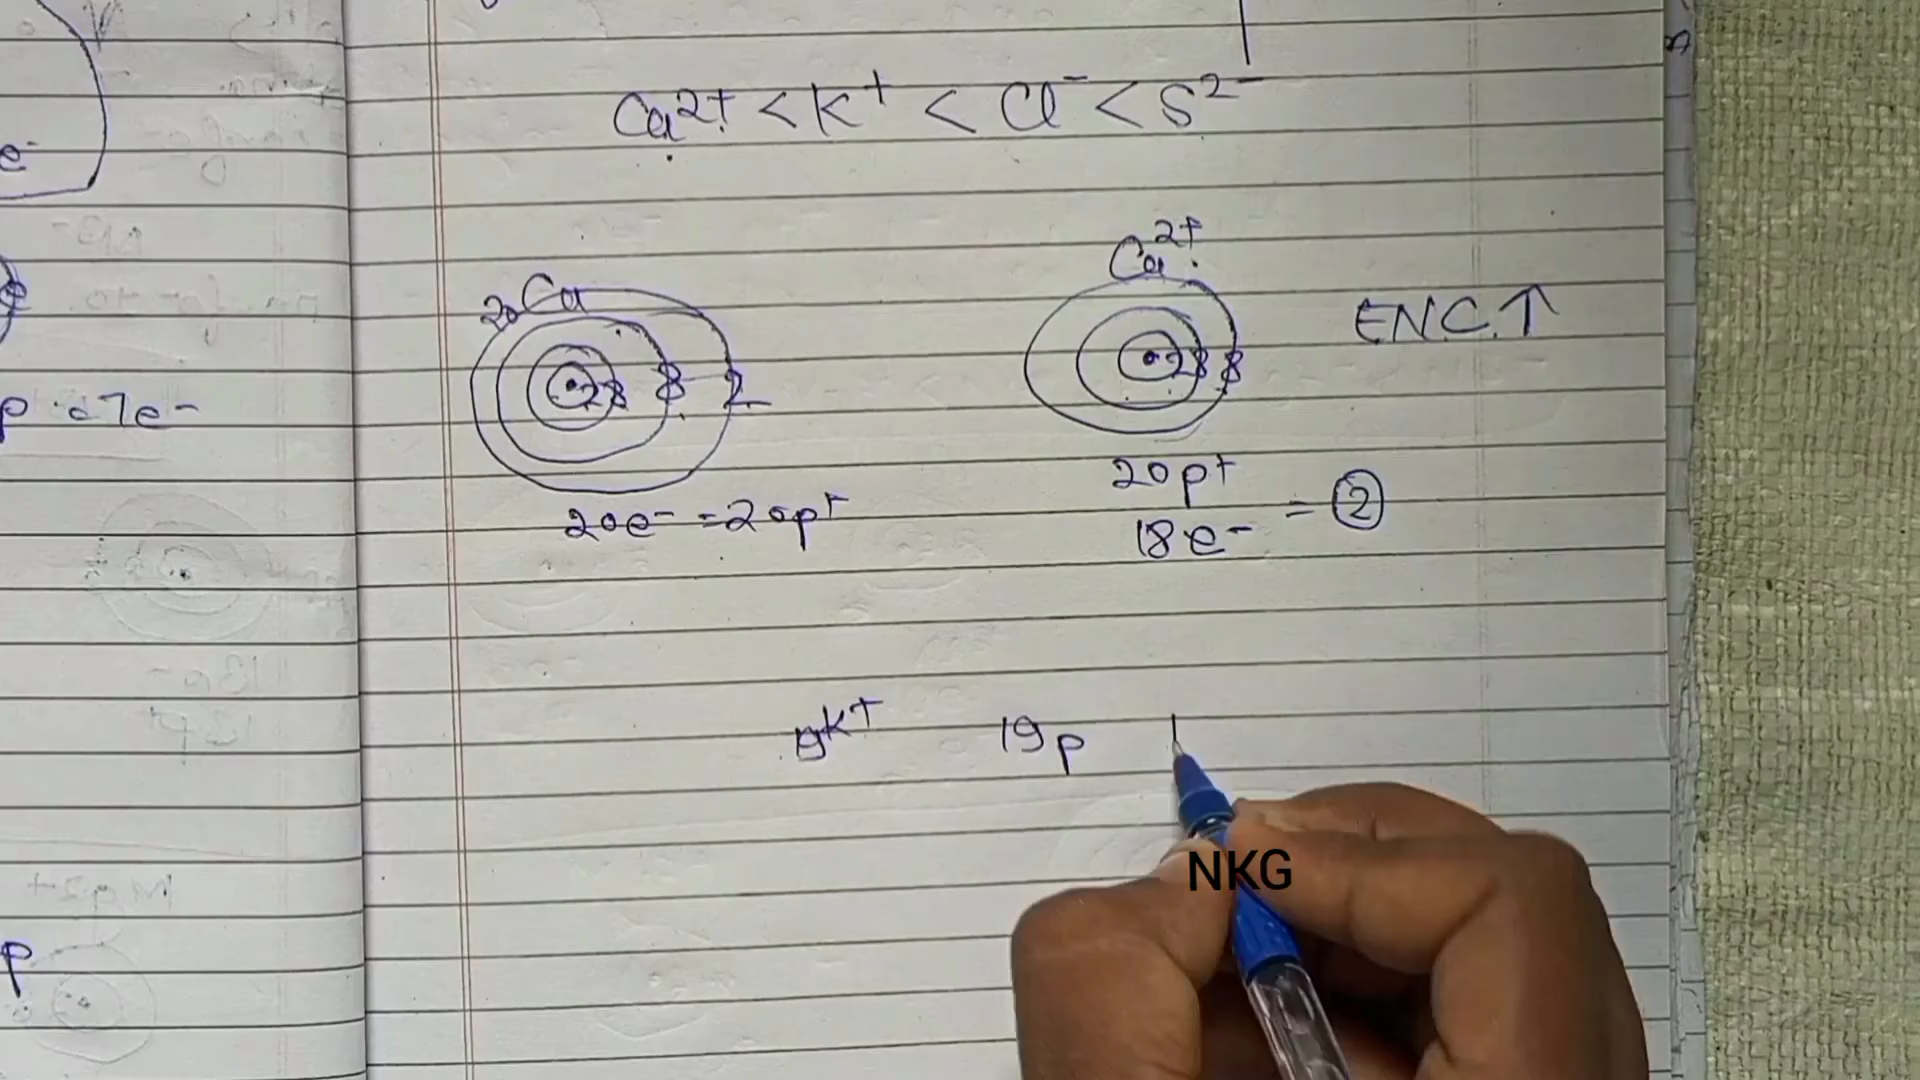 Ca2+ < K+ < Cl- < S2-
e-
Ca2+
20Ca
E.N.C.↑
2 8 8 2
2 8 8
p 07e-
20p+
20e- = 20p+
18e- = 2
19K+ 19p
NKG
p